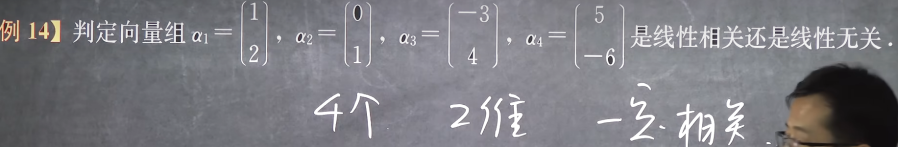 例 14】判定向量组 α₁=(1 2), α₂=(0 1), α₃=(-3 4), α₄=(5 -6) 是线性相关还是线性无关.
4个 2维 一定.相关.